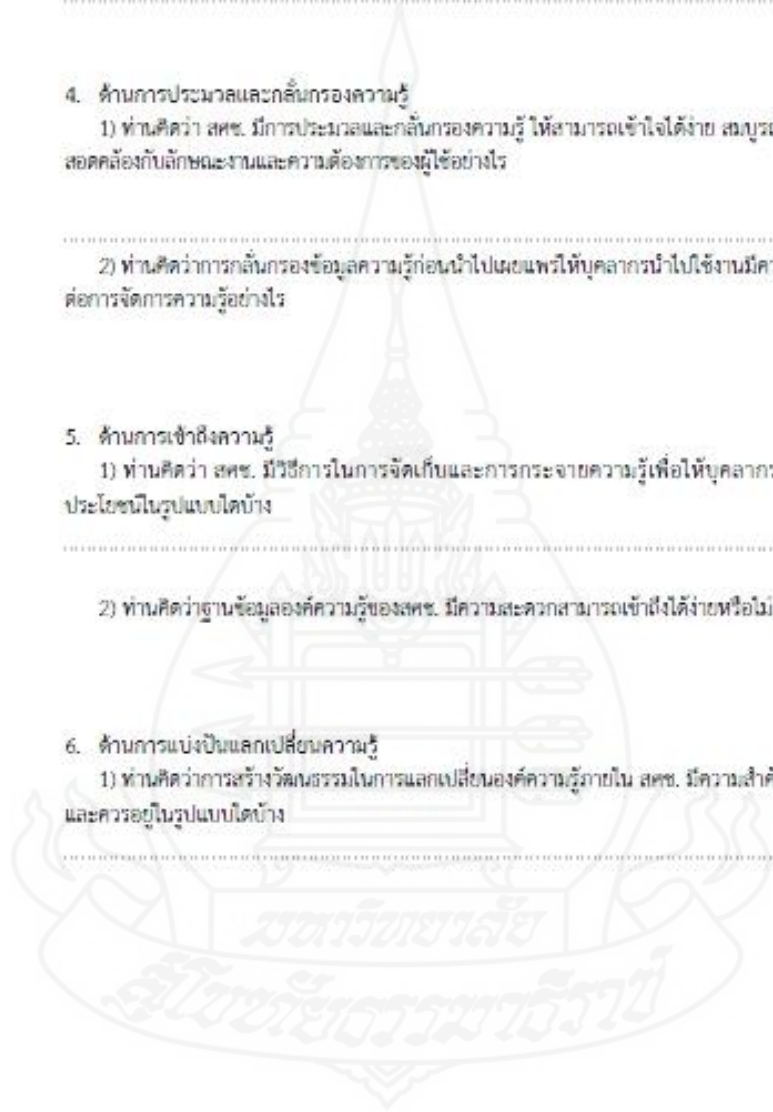 4. ด้านการประมวลและกลั่นกรองความรู้
1) ท่านคิดว่า สศช. มีการประมวลและกลั่นกรองความรู้ ให้สามารถเข้าใจได้ง่าย
สอดคล้องกับลักษณะงานและความต้องการของผู้ใช้อย่างไร
2) ท่านคิดว่าการกลั่นกรองข้อมูลความรู้ก่อนนำไปเผยแพร่ให้บุคลากรนำไปใช้งาน
ต่อการจัดการความรู้อย่างไร
5. ด้านการเข้าถึงความรู้
1) ท่านคิดว่า สศช. มีวิธีการในการจัดเก็บและการกระจายความรู้เพื่อให้บุคลากร
ประโยชน์ในรูปแบบใดบ้าง
2) ท่านคิดว่าฐานข้อมูลองค์ความรู้ของสศช. มีความสะดวกสามารถเข้าถึงได้ง่ายหรือไม่
6. ด้านการแบ่งปันแลกเปลี่ยนความรู้
1) ท่านคิดว่าการสร้างวัฒนธรรมในการแลกเปลี่ยนองค์ความรู้ภายใน สศช. มีความ
และควรอยู่ในรูปแบบใดบ้าง
มหาวิทยาลัย
สุโขทัยธรรมาธิราช